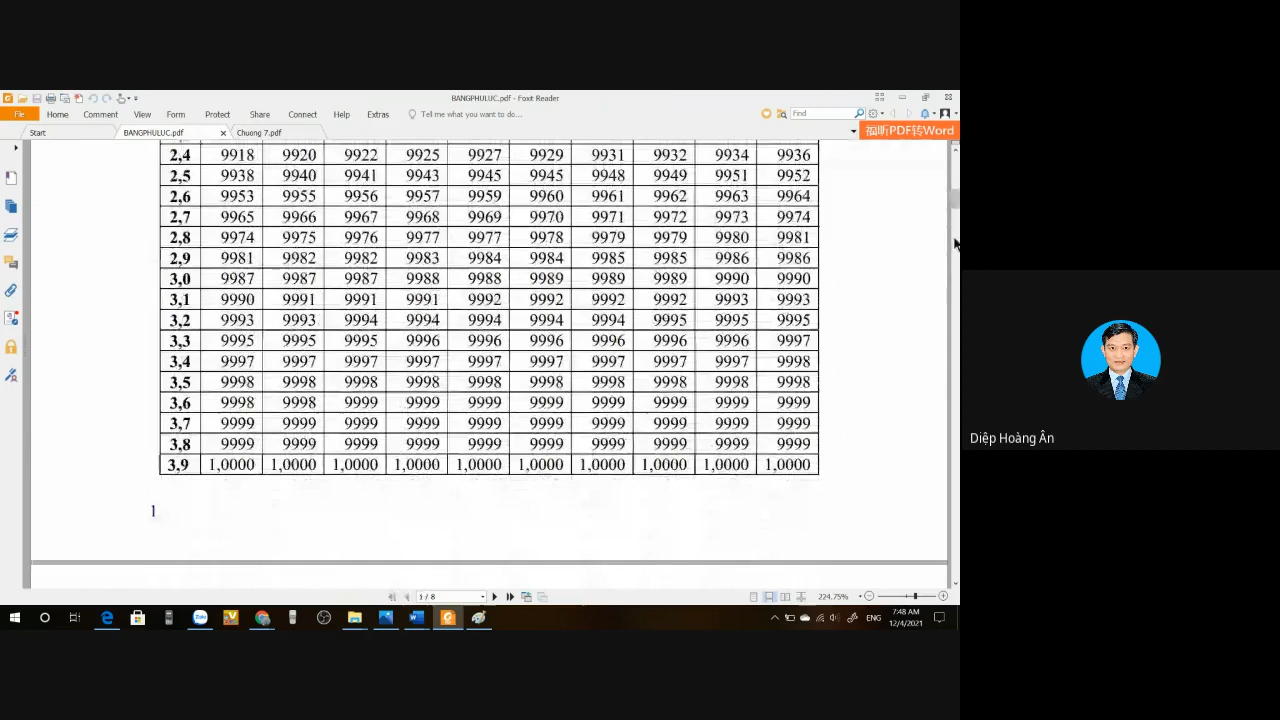 BANGPHULUC.pdf - Foxit Reader
File Home Comment View Form Protect Share Connect Help Extras Tell me what you want to do... Find
Start BANGPHULUC.pdf Chuong 7.pdf 福昕PDF转Word
2,4 9918 9920 9922 9925 9927 9929 9931 9932 9934 9936
2,5 9938 9940 9941 9943 9945 9945 9948 9949 9951 9952
2,6 9953 9955 9956 9957 9959 9960 9961 9962 9963 9964
2,7 9965 9966 9967 9968 9969 9970 9971 9972 9973 9974
2,8 9974 9975 9976 9977 9977 9978 9979 9979 9980 9981
2,9 9981 9982 9982 9983 9984 9984 9985 9985 9986 9986
3,0 9987 9987 9987 9988 9988 9989 9989 9989 9990 9990
3,1 9990 9991 9991 9991 9992 9992 9992 9992 9993 9993
3,2 9993 9993 9994 9994 9994 9994 9994 9995 9995 9995
3,3 9995 9995 9995 9996 9996 9996 9996 9996 9996 9997
3,4 9997 9997 9997 9997 9997 9997 9997 9997 9997 9998
3,5 9998 9998 9998 9998 9998 9998 9998 9998 9998 9998
3,6 9998 9998 9999 9999 9999 9999 9999 9999 9999 9999
3,7 9999 9999 9999 9999 9999 9999 9999 9999 9999 9999
3,8 9999 9999 9999 9999 9999 9999 9999 9999 9999 9999
3,9 1,0000 1,0000 1,0000 1,0000 1,0000 1,0000 1,0000 1,0000 1,0000 1,0000
1
Diệp Hoàng Ân
1 / 8 224.75%
Zalo ENG 7:48 AM
12/4/2021